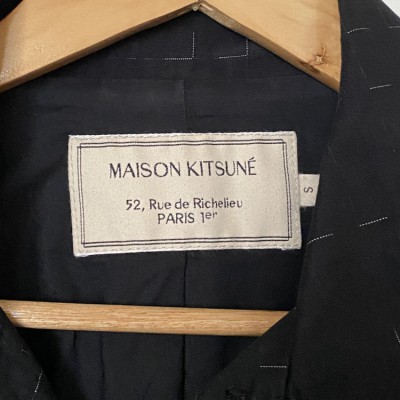 MAISON KITSUNÉ
52, Rue de Richelieu
PARIS 1er
S